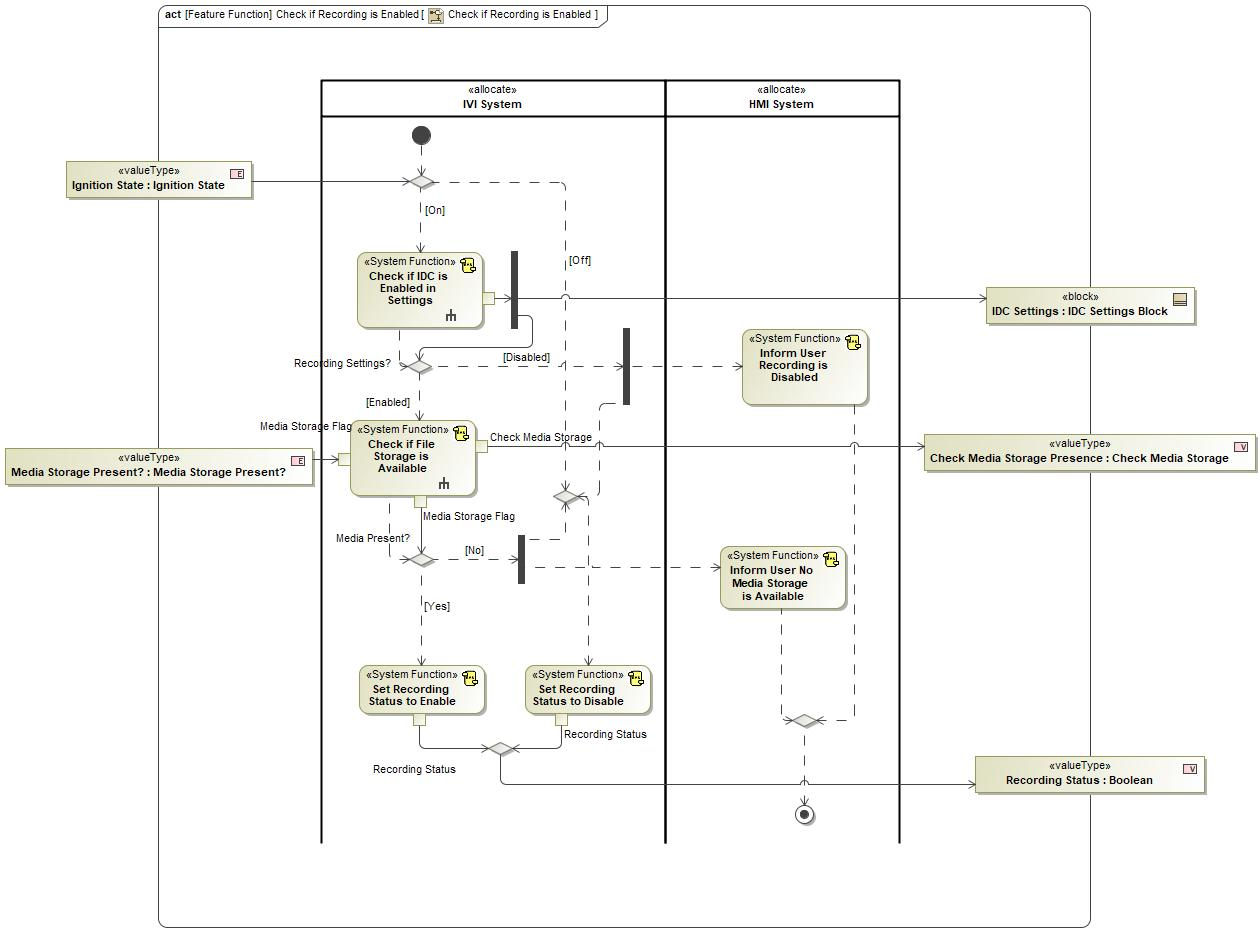 act [Feature Function] Check if Recording is Enabled [ Check if Recording is Enabled ]
«allocate»
IVI System
«allocate»
HMI System
«valueType»
Ignition State : Ignition State
E
[On]
[Off]
«System Function»
Check if IDC is
Enabled in
Settings
«block»
IDC Settings : IDC Settings Block
Recording Settings?
[Disabled]
«System Function»
Inform User
Recording is
Disabled
[Enabled]
Media Storage Flag
«System Function»
Check if File
Storage is
Available
Check Media Storage
«valueType»
Media Storage Present? : Media Storage Present?
E
«valueType»
Check Media Storage Presence : Check Media Storage
V
Media Storage Flag
Media Present?
[No]
«System Function»
Inform User No
Media Storage
is Available
[Yes]
«System Function»
Set Recording
Status to Enable
«System Function»
Set Recording
Status to Disable
Recording Status
Recording Status
«valueType»
Recording Status : Boolean
V